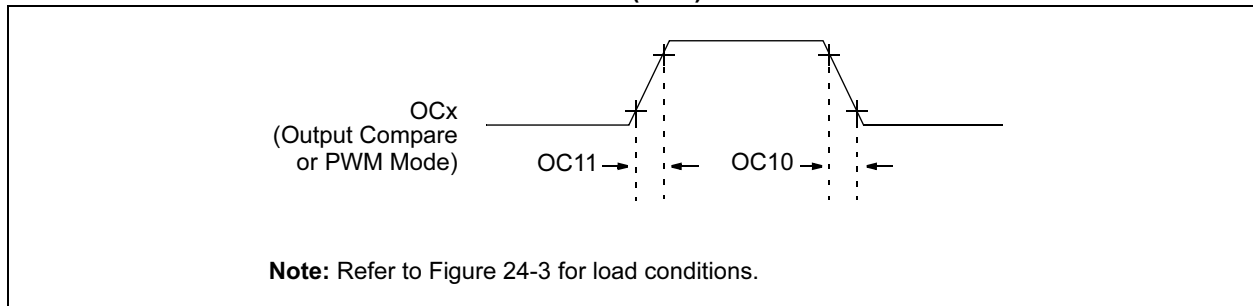 OCx
(Output Compare
or PWM Mode)
OC11
OC10
Note: Refer to Figure 24-3 for load conditions.